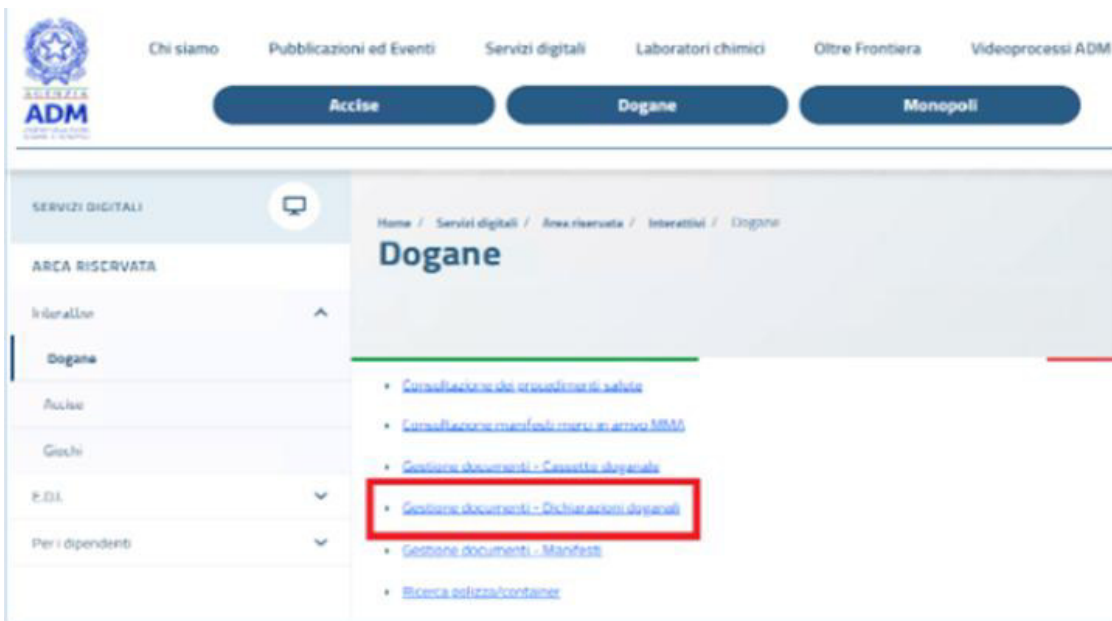 Chi siamo Pubblicazioni ed Eventi Servizi digitali Laboratori chimici Oltre Frontiera Videoprocessi ADM
AGENZIA
ADM
Accise Dogane Monopoli
SERVIZI DIGITALI
Home / Servizi digitali / Area riservata / Interattivi / Dogane
Dogane
AREA RISERVATA
Interattivi
Dogane
Accise
Giochi
E.D.I.
Per i dipendenti
Consultazione dei procedimenti salute
Consultazione manifesti merci in arrivo MMA
Gestione documenti - Cassetto doganale
Gestione documenti - Dichiarazioni doganali
Gestione documenti - Manifesti
Ricerca polizza/container